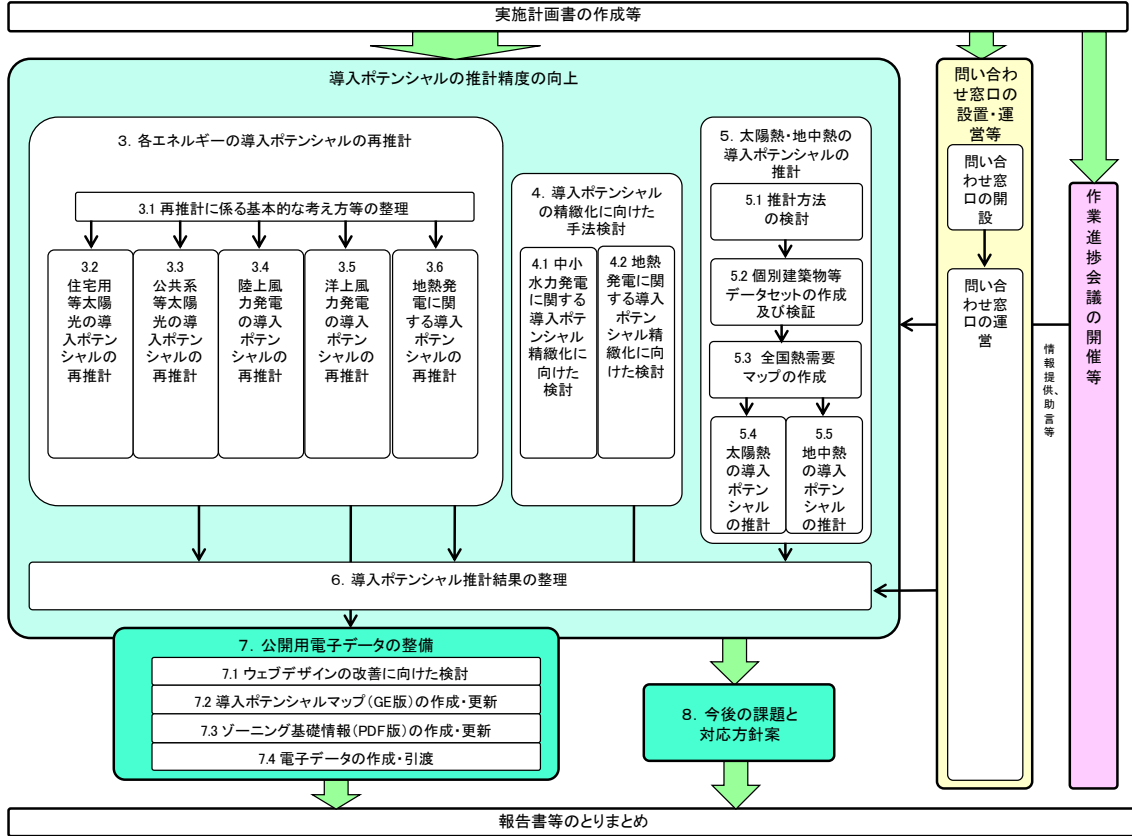 実施計画書の作成等
導入ポテンシャルの推計精度の向上
3．各エネルギーの導入ポテンシャルの再推計
3.1 再推計に係る基本的な考え方等の整理
3.2
住宅用
等太陽
光の導
入ポテン
シャルの
再推計
3.3
公共系
等太陽
光の導
入ポテン
シャルの
再推計
3.4
陸上風
力発電
の導入
ポテン
シャルの
再推計
3.5
洋上風
力発電
の導入
ポテン
シャルの
再推計
3.6
地熱発
電に関
する導入
ポテン
シャルの
再推計
4．導入ポテンシャル
の精緻化に向けた
手法検討
4.1 中小
水力発電
に関する
導入ポテ
ンシャル
精緻化に
向けた
検討
4.2 地熱
発電に関
する導入
ポテン
シャル精
緻化に向
けた検討
5．太陽熱・地中熱の
導入ポテンシャルの
推計
5.1 推計方法
の検討
5.2 個別建築物等
データセットの作成
及び検証
5.3 全国熱需要
マップの作成
5.4
太陽熱
の導入
ポテン
シャル
の推計
5.5
地中熱
の導入
ポテン
シャル
の推計
6．導入ポテンシャル推計結果の整理
7．公開用電子データの整備
7.1 ウェブデザインの改善に向けた検討
7.2 導入ポテンシャルマップ（GE版）の作成・更新
7.3 ゾーニング基礎情報（PDF版）の作成・更新
7.4 電子データの作成・引渡
8．今後の課題と
対応方針案
問い合わ
せ窓口の
設置・運
営等
問い合
わせ窓
口の開
設
問い合わせ窓口の運営
情報提供、助言等
作業進捗会議の開催等
報告書等のとりまとめ